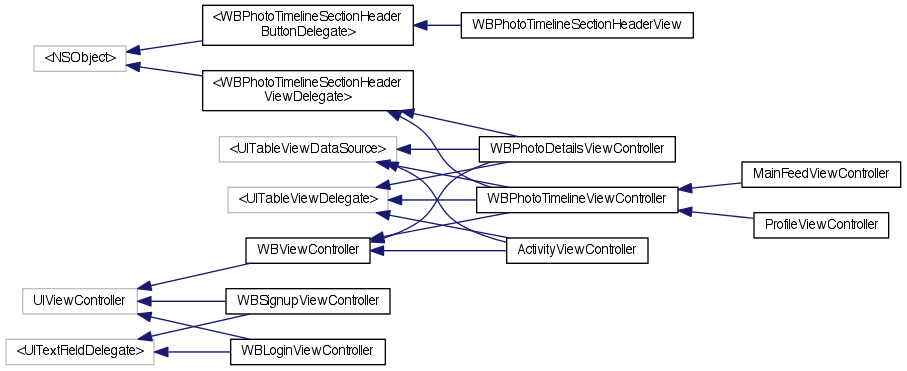 <WBPhotoTimelineSectionHeader
ButtonDelegate>
WBPhotoTimelineSectionHeaderView
<NSObject>
<WBPhotoTimelineSectionHeader
ViewDelegate>
<UITableViewDataSource>
WBPhotoDetailsViewController
<UITableViewDelegate>
WBPhotoTimelineViewController
MainFeedViewController
ProfileViewController
WBViewController
ActivityViewController
UIViewController
WBSignupViewController
<UITextFieldDelegate>
WBLoginViewController